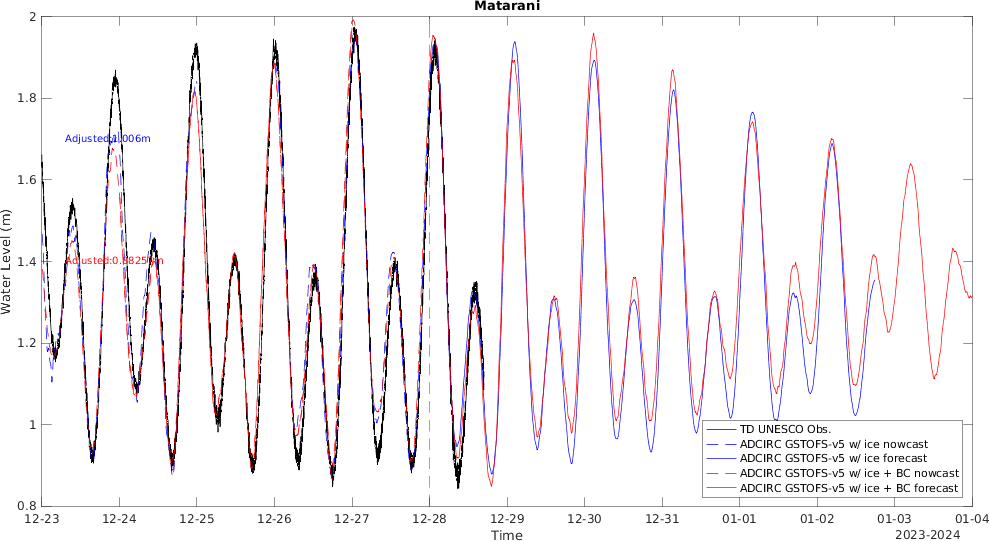 Matarani
2
1.8
1.6
1.4
1.2
1
0.8
Water Level (m)
Adjusted:1.006m
TD UNESCO Obs.
ADCIRC GSTOFS-v5 w/ ice nowcast
ADCIRC GSTOFS-v5 w/ ice forecast
ADCIRC GSTOFS-v5 w/ ice + BC nowcast
ADCIRC GSTOFS-v5 w/ ice + BC forecast
12-23 12-24 12-25 12-26 12-27 12-28 12-29 12-30 12-31 01-01 01-02 01-03 01-04
Time
2023-2024